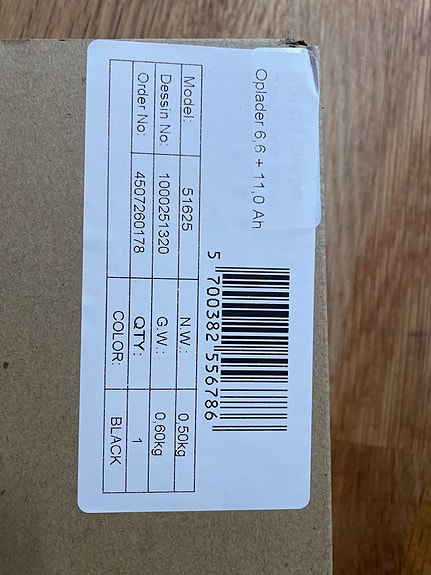 Oplader 6,6 + 11,0 Ah
5 700382 556786
Model: 51625 N.W.: 0,50kg
Dessin No: 1000251320 G.W.: 0,60kg
Order No: 4507260178 QTY: 1
COLOR: BLACK